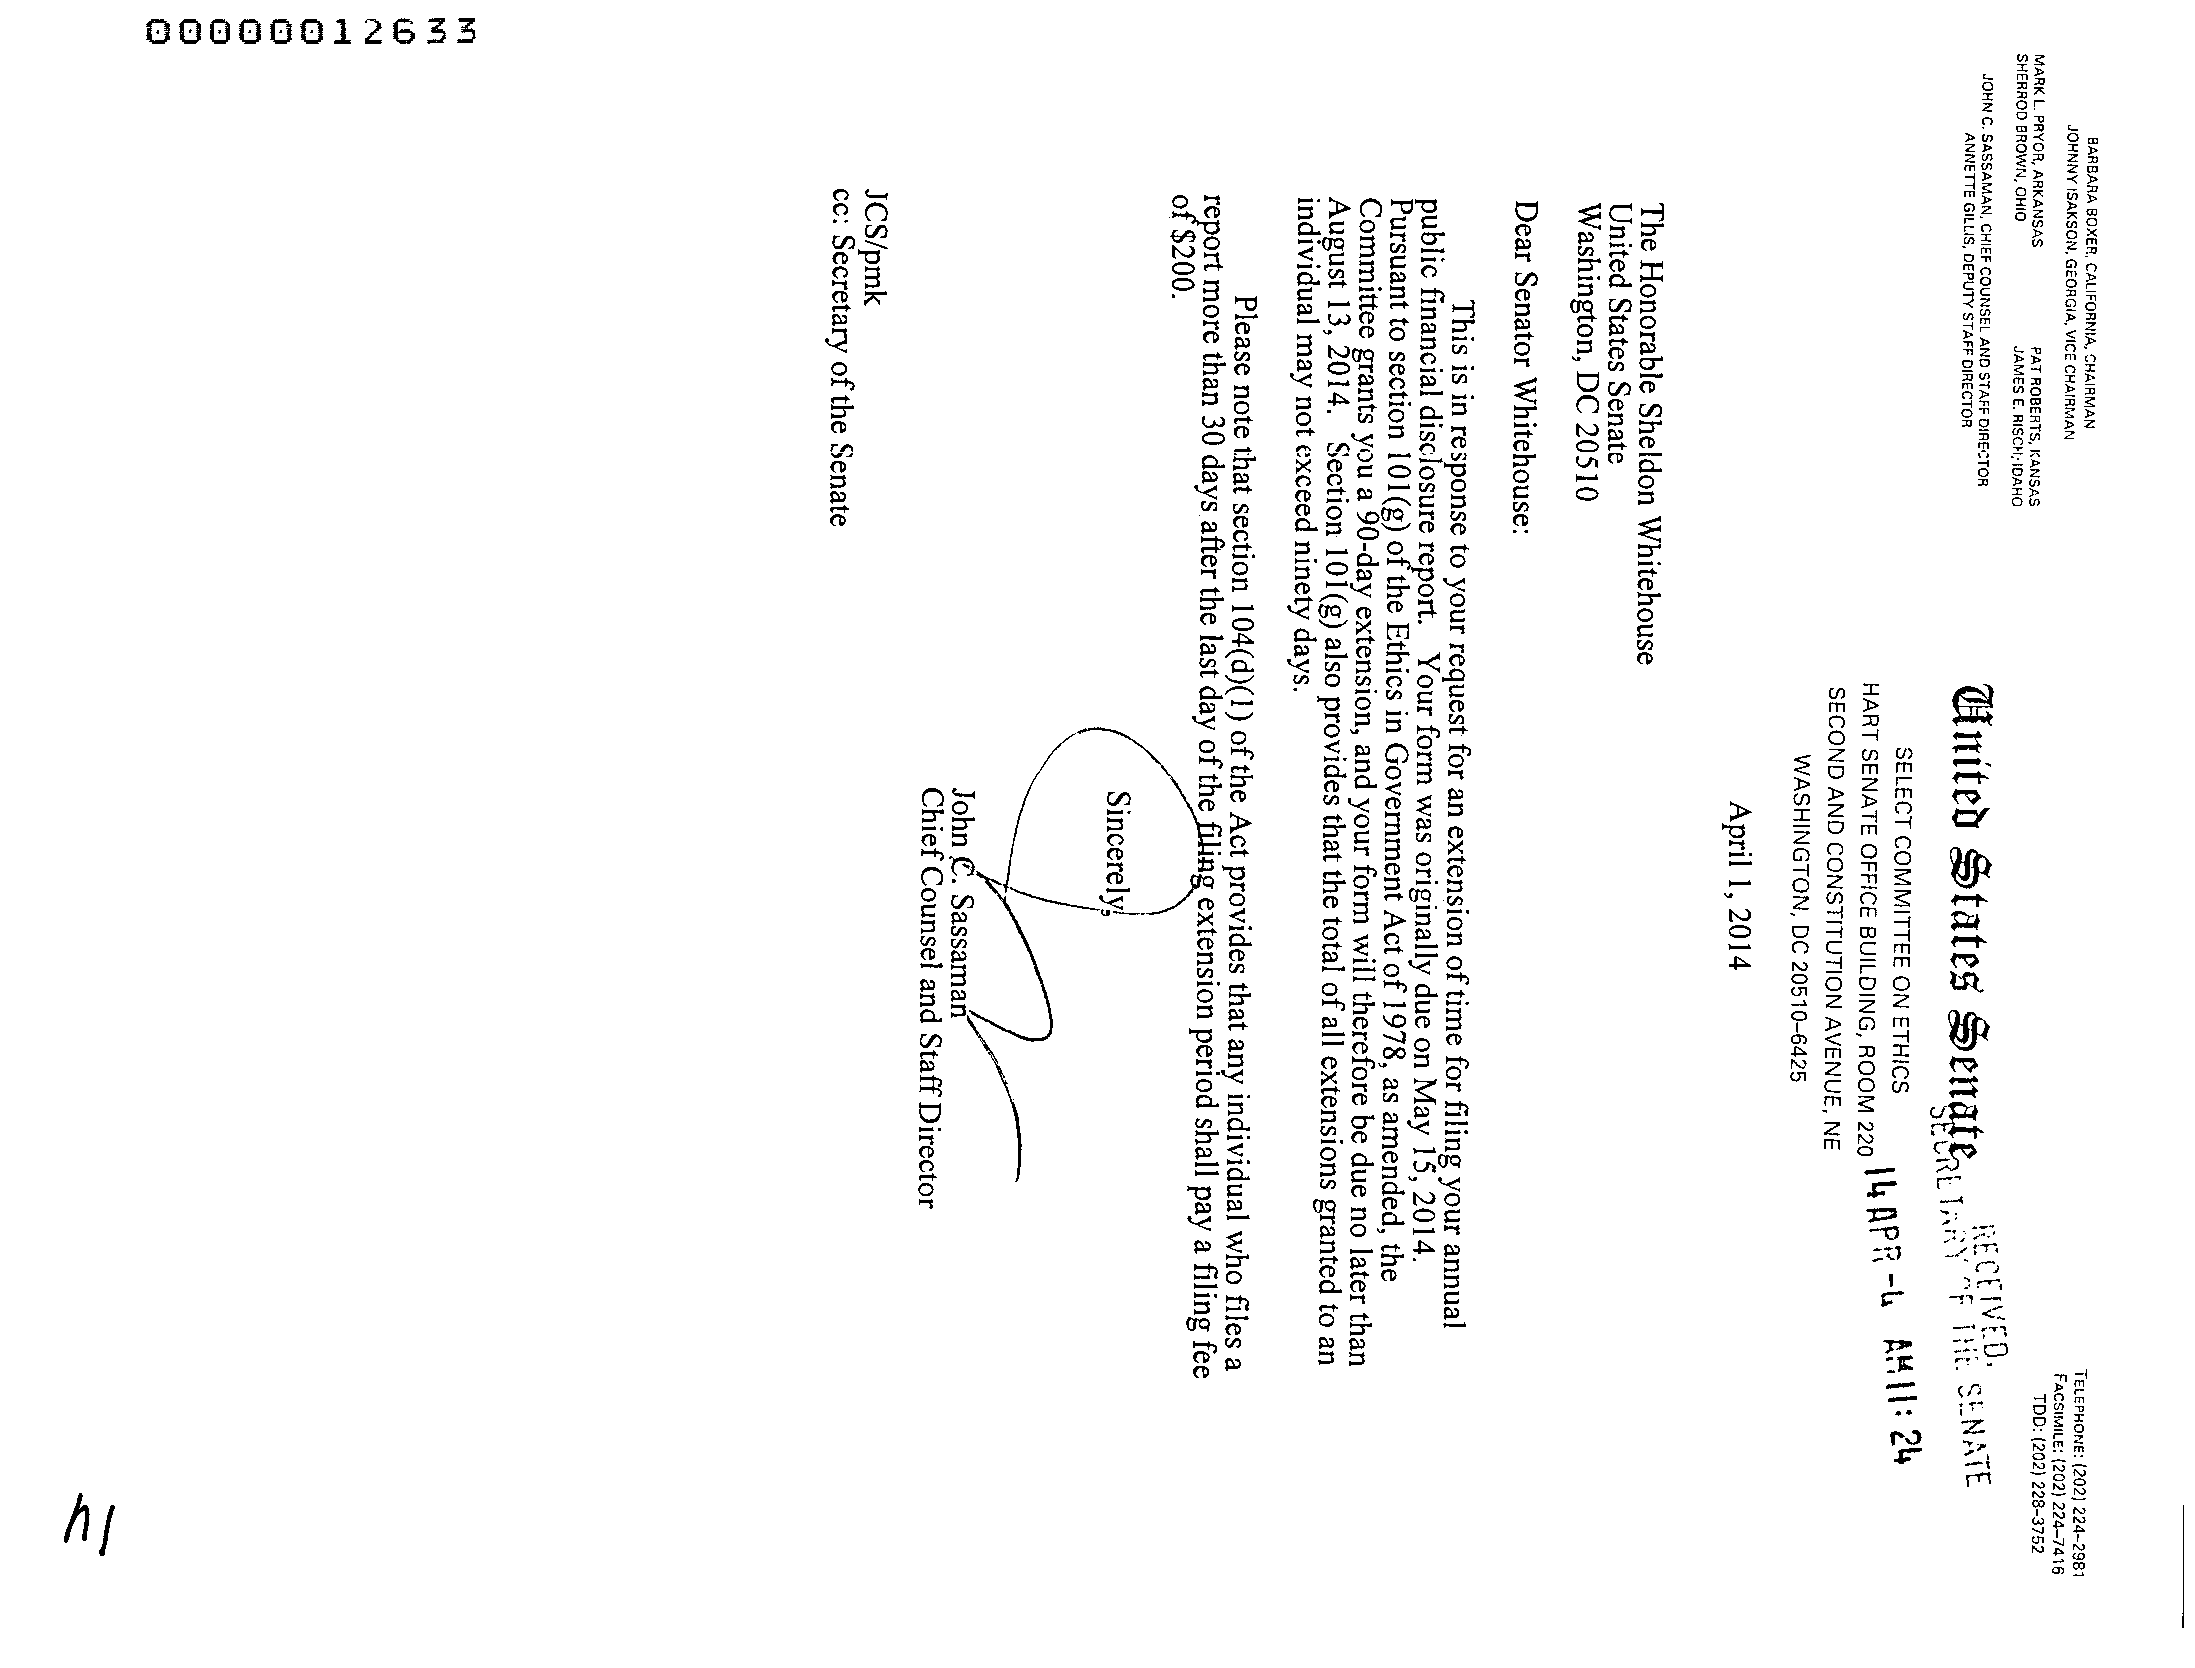 00000012633
BARBARA BOXER, CALIFORNIA, CHAIRMAN
JOHNNY ISAKSON, GEORGIA, VICE CHAIRMAN
MARK L. PRYOR, ARKANSAS PAT ROBERTS, KANSAS
SHERROD BROWN, OHIO JAMES E. RISCH, IDAHO
JOHN C. SASSAMAN, CHIEF COUNSEL AND STAFF DIRECTOR
ANNETTE GILLIS, DEPUTY STAFF DIRECTOR
TELEPHONE: (202) 224-2981
FACSIMILE: (202) 224-7416
TDD: (202) 228-3752
United States Senate
RECEIVED
SECRETARY OF THE SENATE
SELECT COMMITTEE ON ETHICS
HART SENATE OFFICE BUILDING, ROOM 220
SECOND AND CONSTITUTION AVENUE, NE
WASHINGTON, DC 20510-6425
14 APR -4 AM 11: 24
April 1, 2014
The Honorable Sheldon Whitehouse
United States Senate
Washington, DC 20510
Dear Senator Whitehouse:
This is in response to your request for an extension of time for filing your annual
public financial disclosure report. Your form was originally due on May 15, 2014.
Pursuant to section 101(g) of the Ethics in Government Act of 1978, as amended, the
Committee grants you a 90-day extension, and your form will therefore be due no later than
August 13, 2014. Section 101(g) also provides that the total of all extensions granted to an
individual may not exceed ninety days.
Please note that section 104(d)(1) of the Act provides that any individual who files a
report more than 30 days after the last day of the filing extension period shall pay a filing fee
of $200.
Sincerely,
John C. Sassaman
Chief Counsel and Staff Director
JCS/pmk
cc: Secretary of the Senate